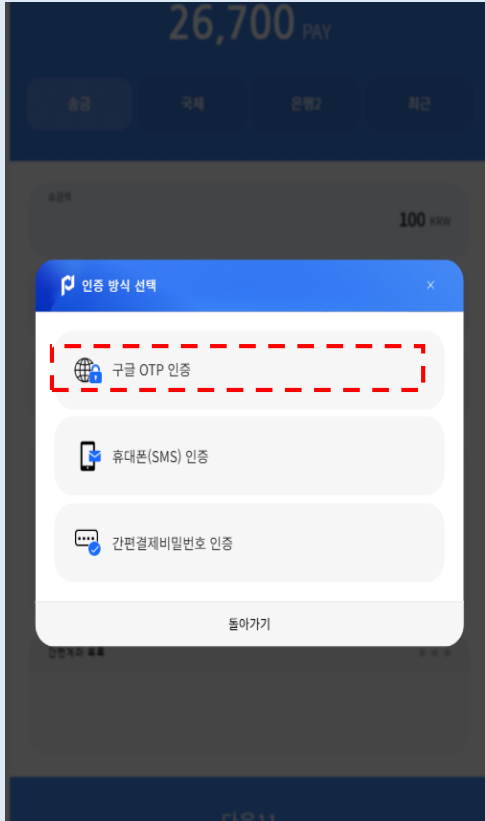 26,700 PAY
송금 국제 은행2 최근
송금액
100 KRW
인증 방식 선택
구글 OTP 인증
휴대폰(SMS) 인증
간편결제비밀번호 인증
돌아가기